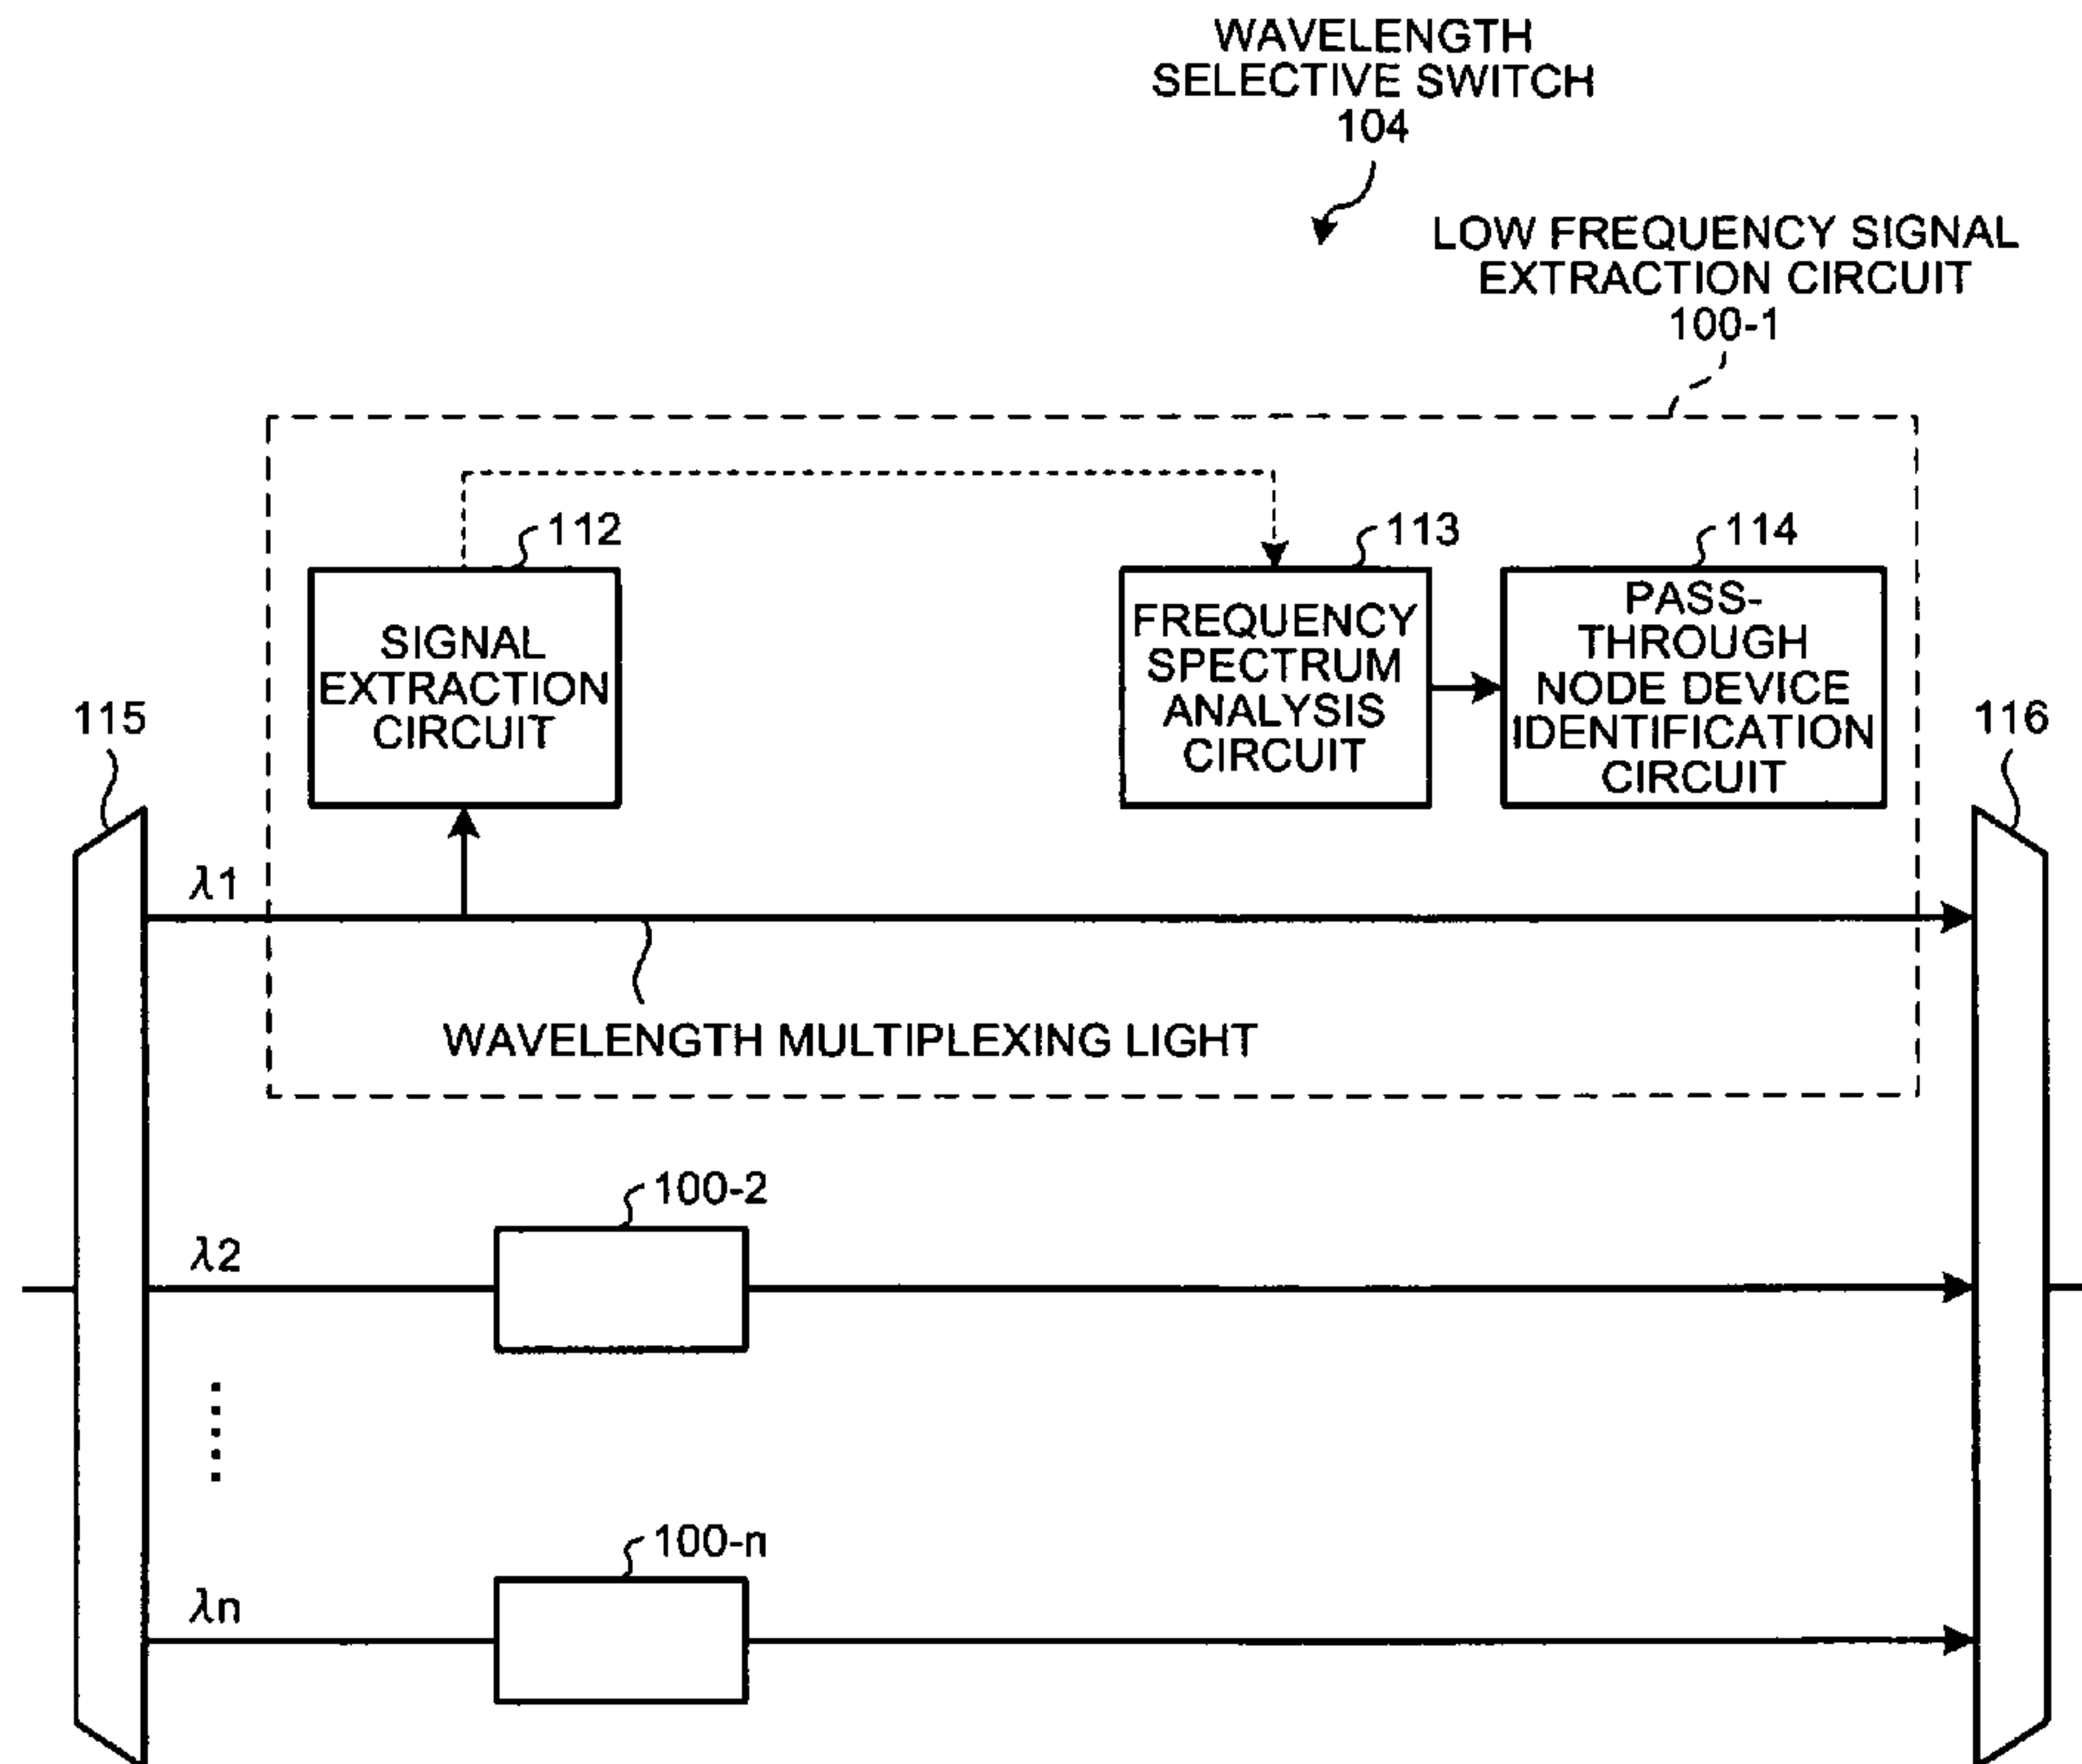 WAVELENGTH
SELECTIVE SWITCH
104
LOW FREQUENCY SIGNAL
EXTRACTION CIRCUIT
100-1
112
113
114
SIGNAL
EXTRACTION
CIRCUIT
FREQUENCY
SPECTRUM
ANALYSIS
CIRCUIT
PASS-
THROUGH
NODE DEVICE
IDENTIFICATION
CIRCUIT
115
116
λ1
WAVELENGTH MULTIPLEXING LIGHT
100-2
λ2
100-n
λn